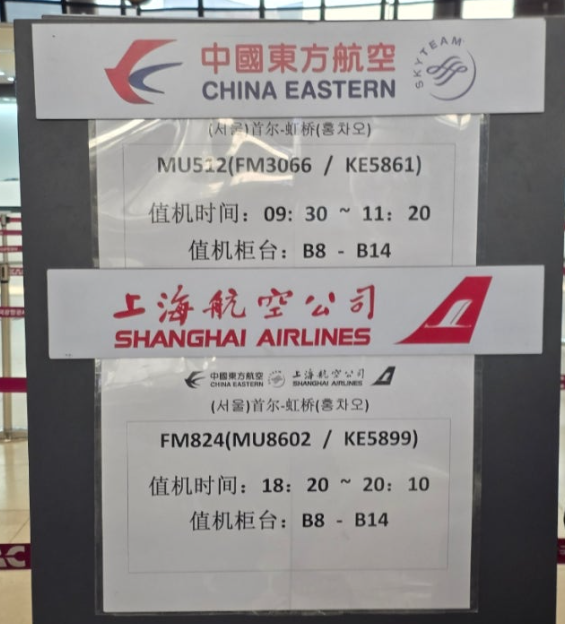 中國東方航空
CHINA EASTERN
SKYTEAM
(서울)首尔-虹桥(홍차오)
MU512(FM3066 / KE5861)
值机时间：09：30 ~ 11：20
值机柜台：B8 - B14
上海航空公司
SHANGHAI AIRLINES
中國東方航空 上海航空公司
CHINA EASTERN SHANGHAI AIRLINES
(서울)首尔-虹桥(홍차오)
FM824(MU8602 / KE5899)
值机时间：18：20 ~ 20：10
值机柜台：B8 - B14